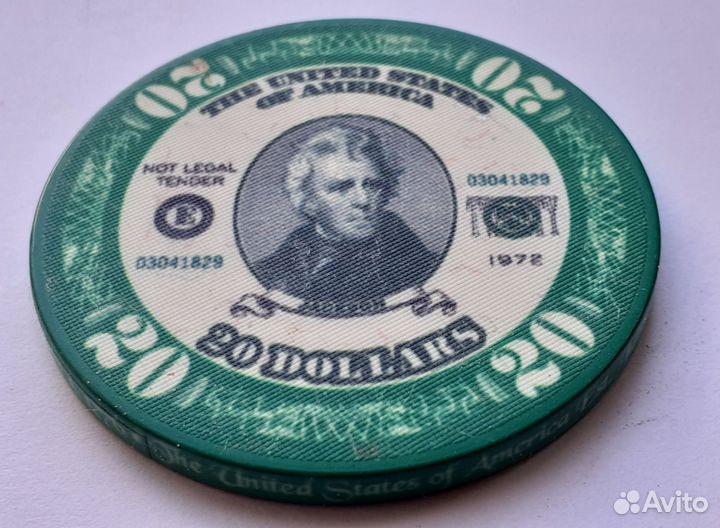 20
20
THE UNITED STATES
OF AMERICA
NOT LEGAL
TENDER
E
03041829
03041829
1972
20 DOLLARS
20
20
The United States of America
Avito